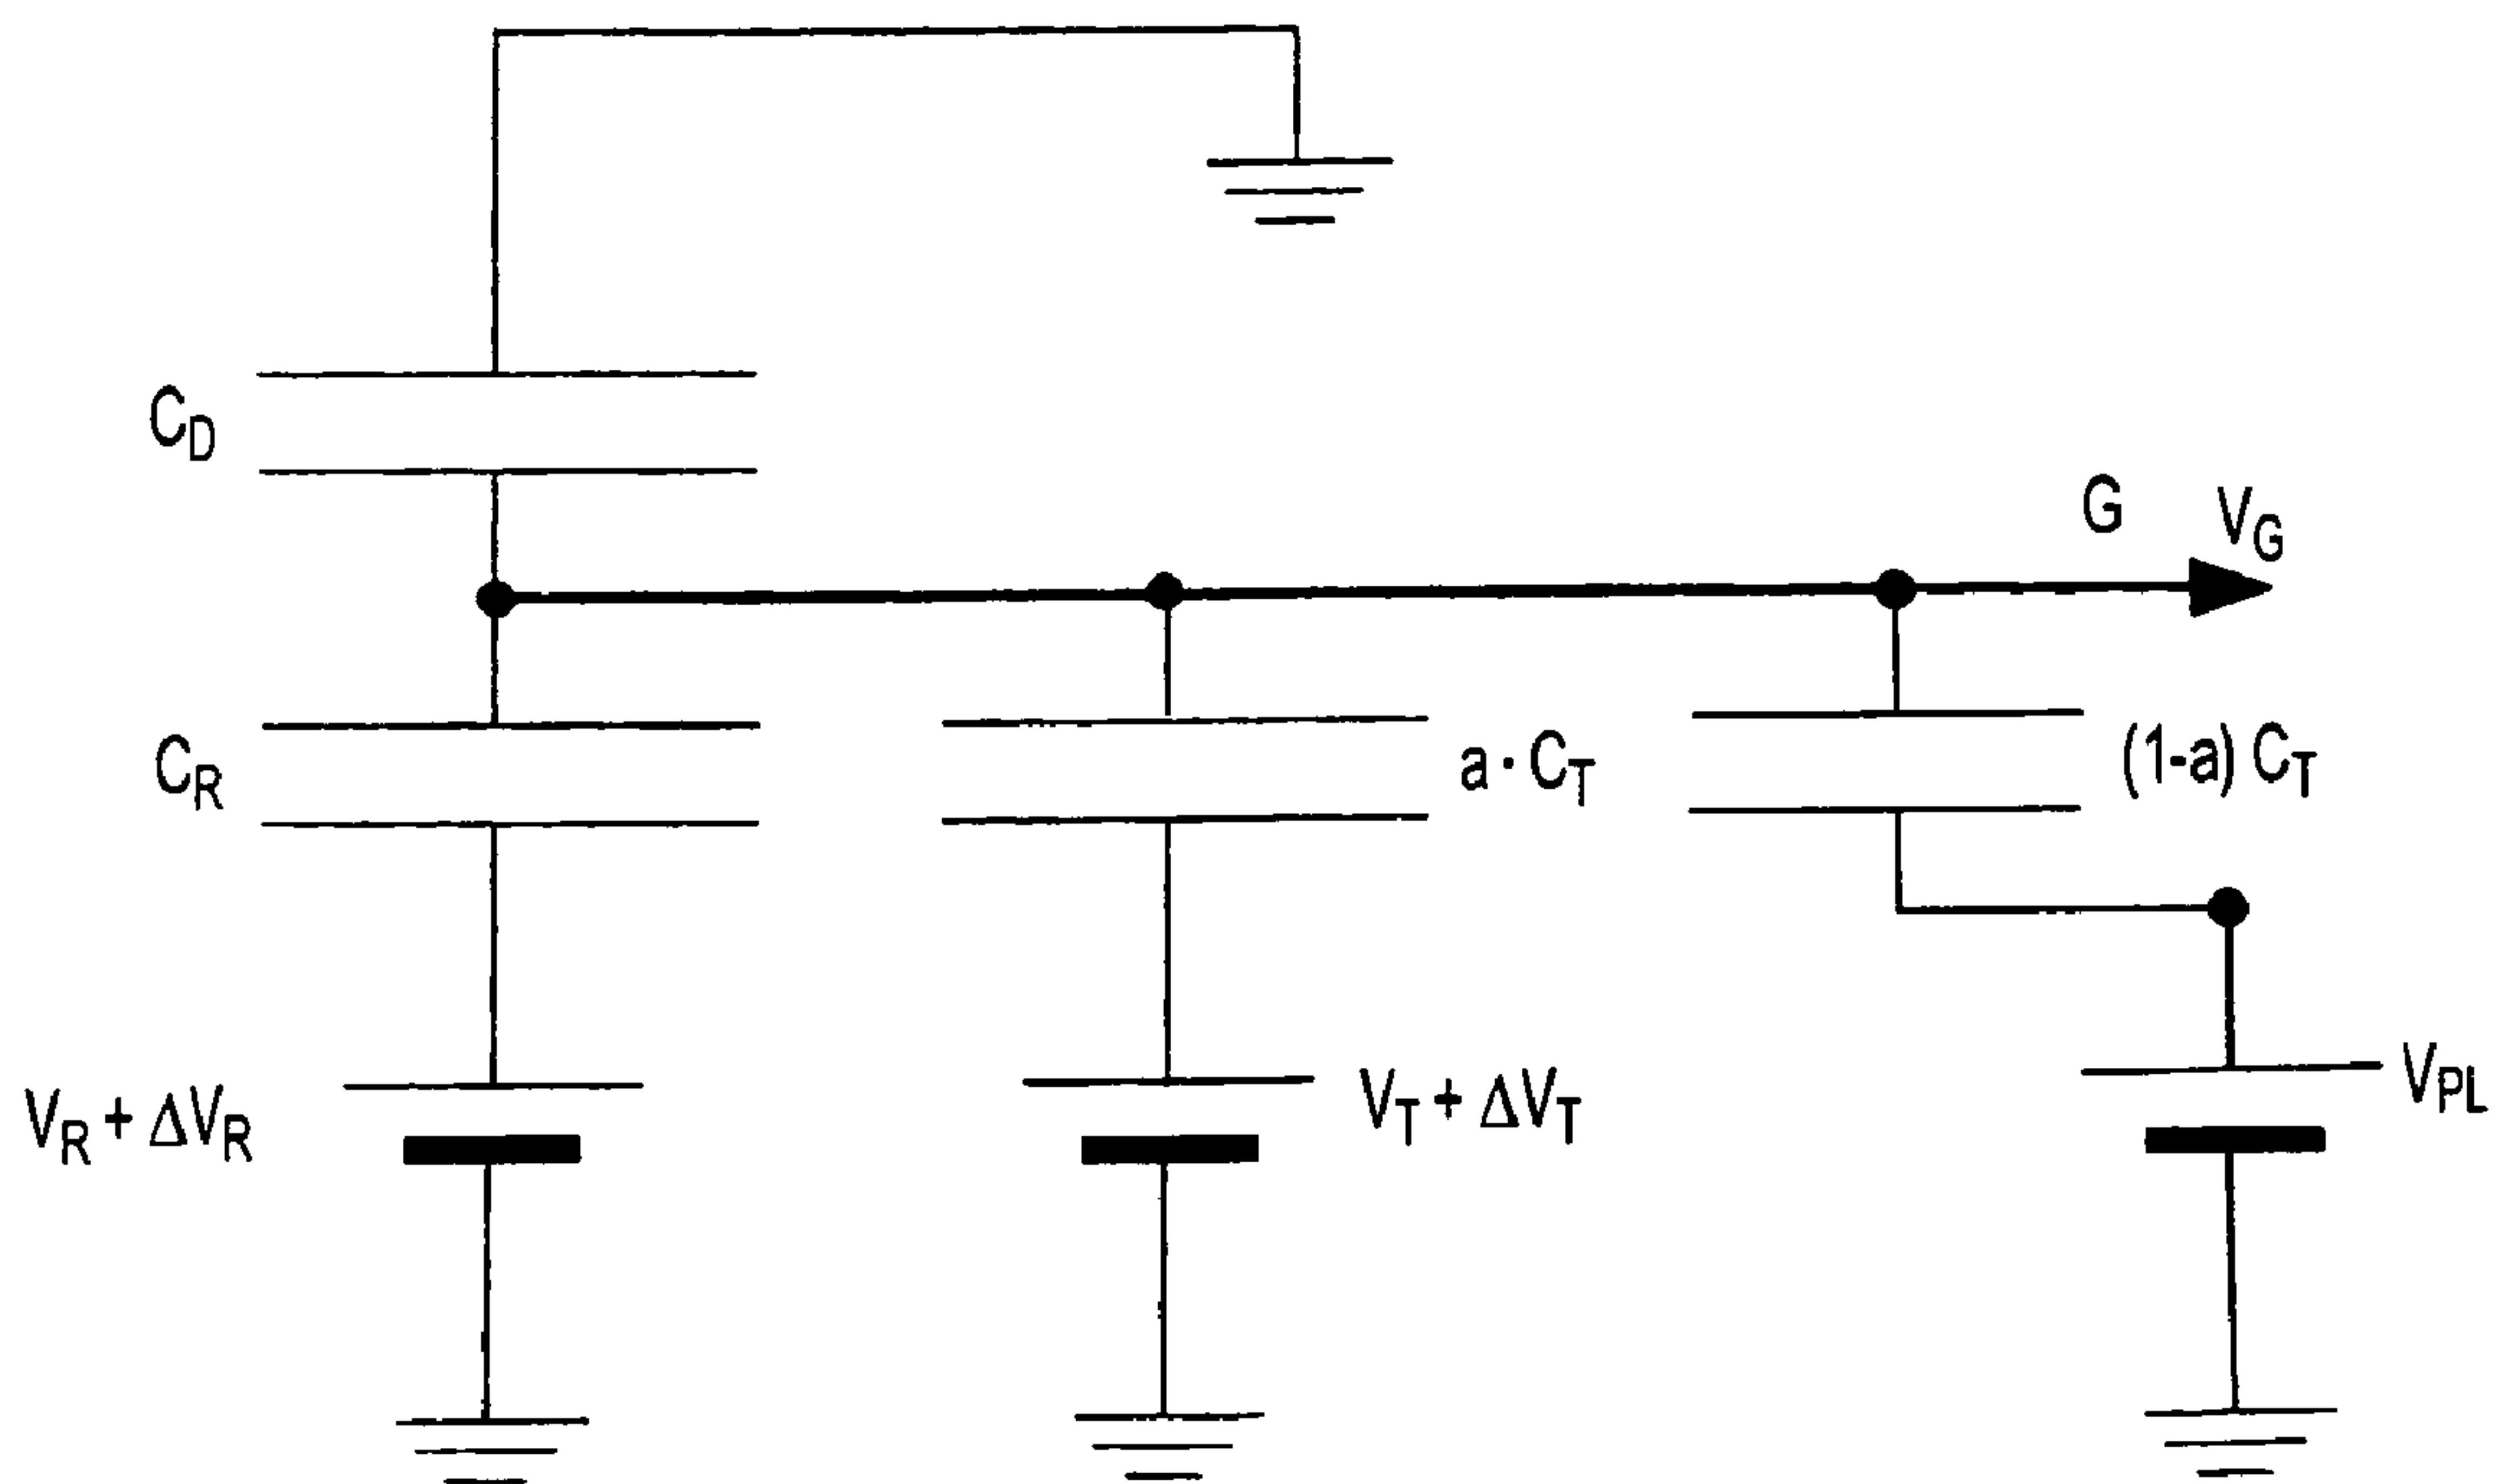 C_D
G V_G
C_R
a · C_T
(1-a) C_T
V_R + ΔV_R
V_T + ΔV_T
V_PL